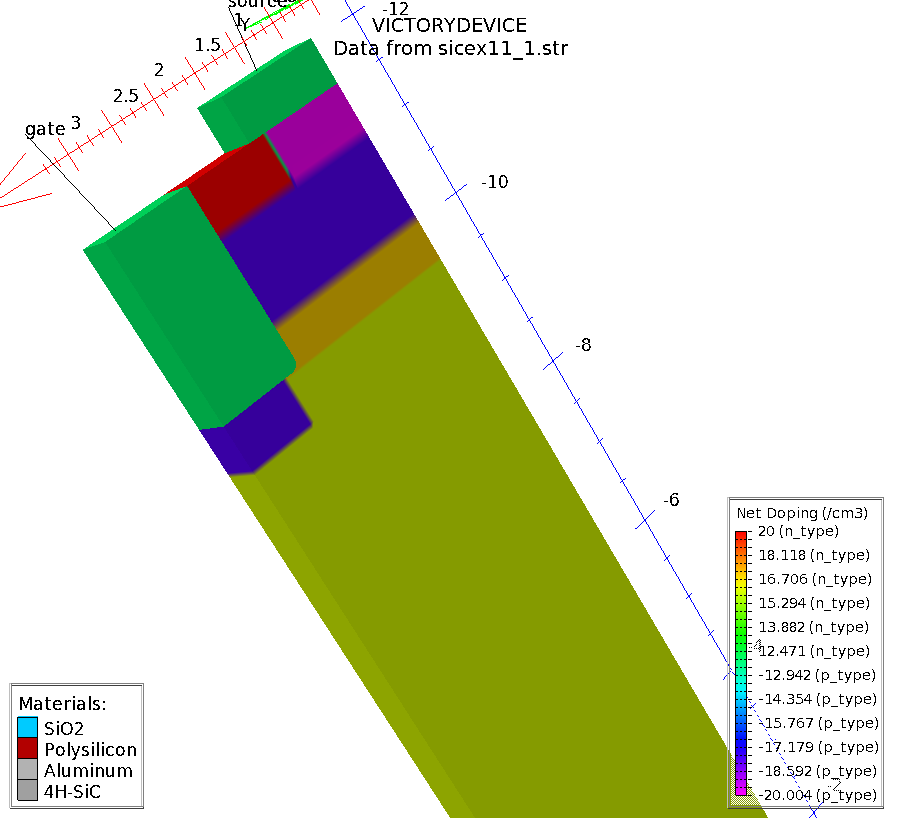 source
-12
VICTORYDEVICE
Data from sicex11_1.str
1
Y
1.5
2
2.5
3
gate
-10
-8
-6
-4
-2
Net Doping (/cm3)
20 (n_type)
18.118 (n_type)
16.706 (n_type)
15.294 (n_type)
13.882 (n_type)
12.471 (n_type)
-12.942 (p_type)
-14.354 (p_type)
-15.767 (p_type)
-17.179 (p_type)
-18.592 (p_type)
-20.004 (p_type)
Materials:
SiO2
Polysilicon
Aluminum
4H-SiC